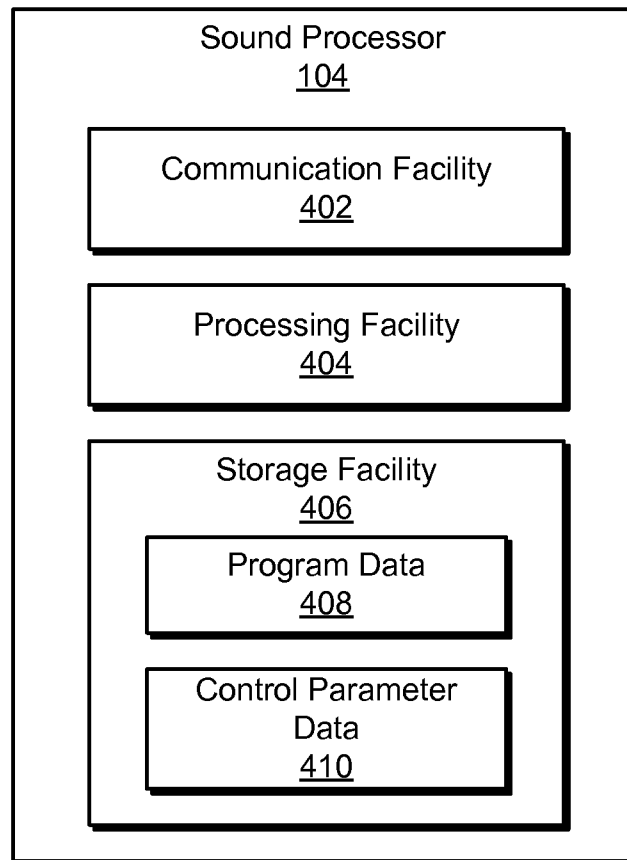 Sound Processor
104
Communication Facility
402
Processing Facility
404
Storage Facility
406
Program Data
408
Control Parameter
Data
410